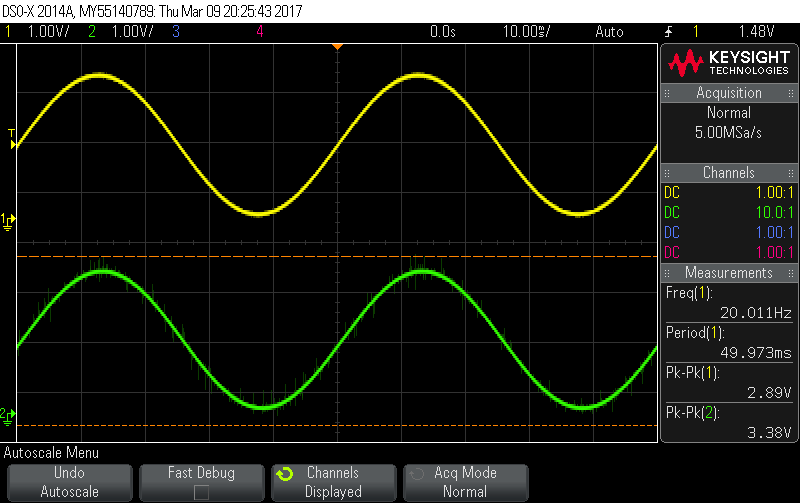 DSO-X 2014A, MY55140789: Thu Mar 09 20:25:43 2017
1 1.00V/ 2 1.00V/ 3 4 0.0s 10.00ms/ Auto 1 1.48V
KEYSIGHT
TECHNOLOGIES
Acquisition
Normal
5.00MSa/s
Channels
DC 1.00:1
DC 10.0:1
DC 1.00:1
DC 1.00:1
Measurements
Freq(1):
20.011Hz
Period(1):
49.973ms
Pk-Pk(1):
2.89V
Pk-Pk(2):
3.38V
T
1
2
Autoscale Menu
Undo
Autoscale
Fast Debug
Channels
Displayed
Acq Mode
Normal